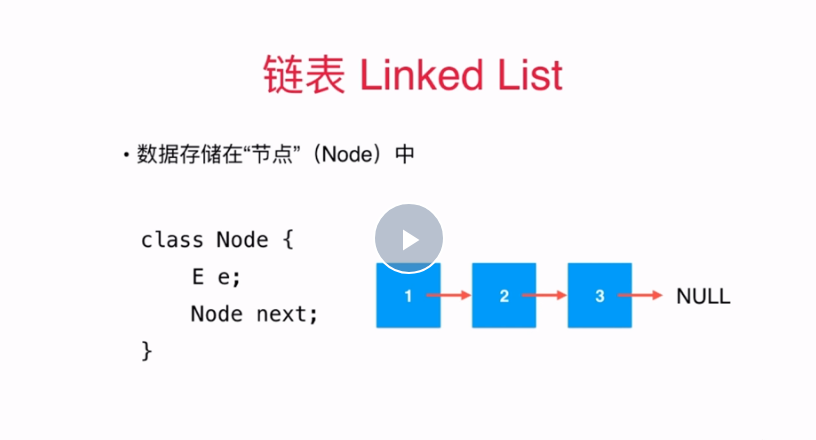 链表 Linked List
• 数据存储在“节点”（Node）中
class Node {
E e;
Node next;
}
1 2 3 NULL